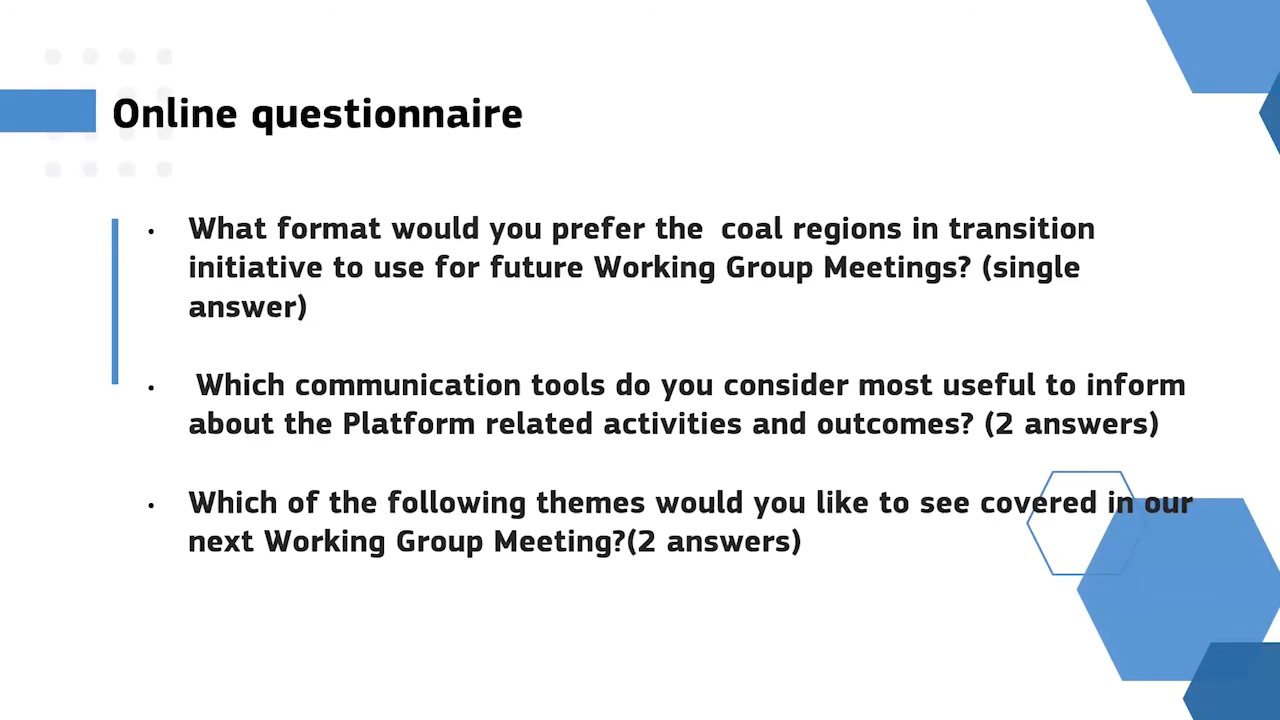 Online questionnaire
• What format would you prefer the  coal regions in transition
initiative to use for future Working Group Meetings? (single
answer)
• Which communication tools do you consider most useful to inform
about the Platform related activities and outcomes? (2 answers)
• Which of the following themes would you like to see covered in our
next Working Group Meeting?(2 answers)